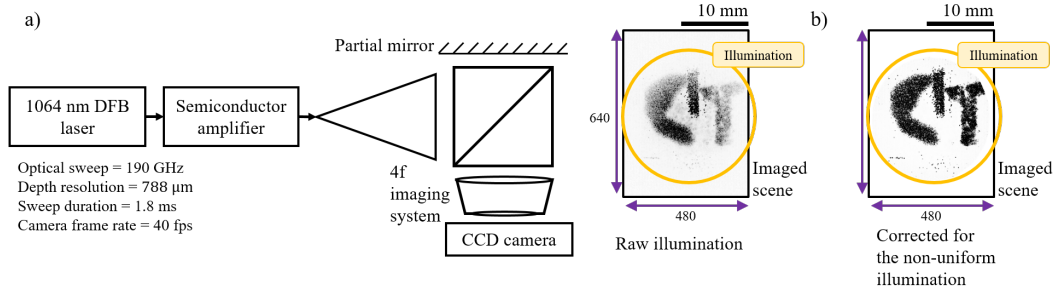 a)
Partial mirror
1064 nm DFB
laser
Semiconductor
amplifier
Optical sweep = 190 GHz
Depth resolution = 788 μm
Sweep duration = 1.8 ms
Camera frame rate = 40 fps
4f
imaging
system
CCD camera
10 mm
Illumination
640
CIT
Imaged
scene
480
Raw illumination
b)
10 mm
Illumination
CIT
Imaged
scene
480
Corrected for
the non-uniform
illumination